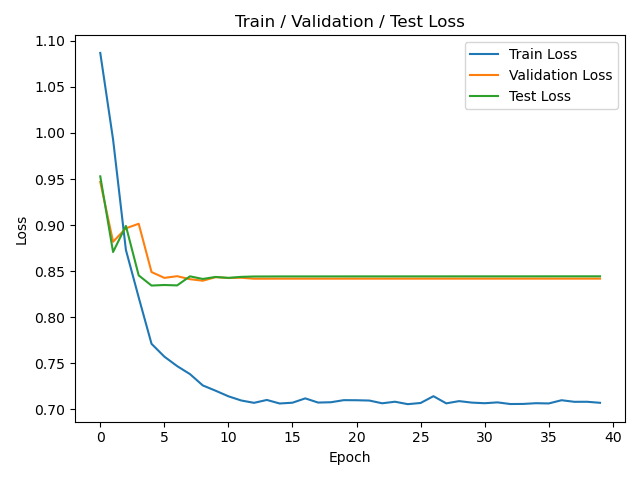 Train / Validation / Test Loss
Train Loss
Validation Loss
Test Loss
1.10
1.05
1.00
0.95
0.90
0.85
0.80
0.75
0.70
Loss
0 5 10 15 20 25 30 35 40
Epoch